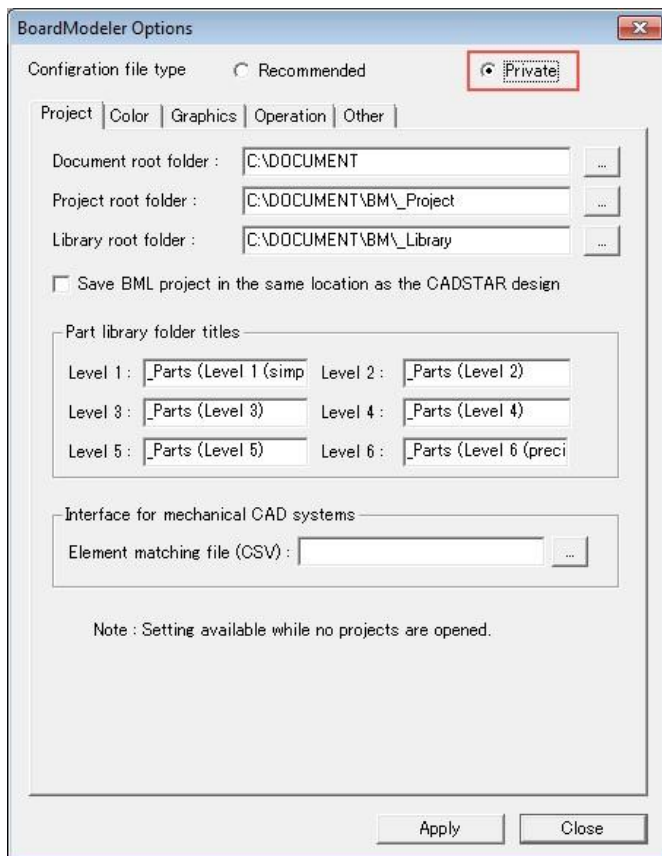 BoardModeler Options
Configration file type Recommended Private
Project Color Graphics Operation Other
Document root folder : C:\DOCUMENT ...
Project root folder : C:\DOCUMENT\BM\_Project ...
Library root folder : C:\DOCUMENT\BM\_Library ...
Save BML project in the same location as the CADSTAR design
Part library folder titles
Level 1 : _Parts (Level 1 (simp Level 2 : _Parts (Level 2)
Level 3 : _Parts (Level 3) Level 4 : _Parts (Level 4)
Level 5 : _Parts (Level 5) Level 6 : _Parts (Level 6 (preci
Interface for mechanical CAD systems
Element matching file (CSV) : ...
Note : Setting available while no projects are opened.
Apply Close